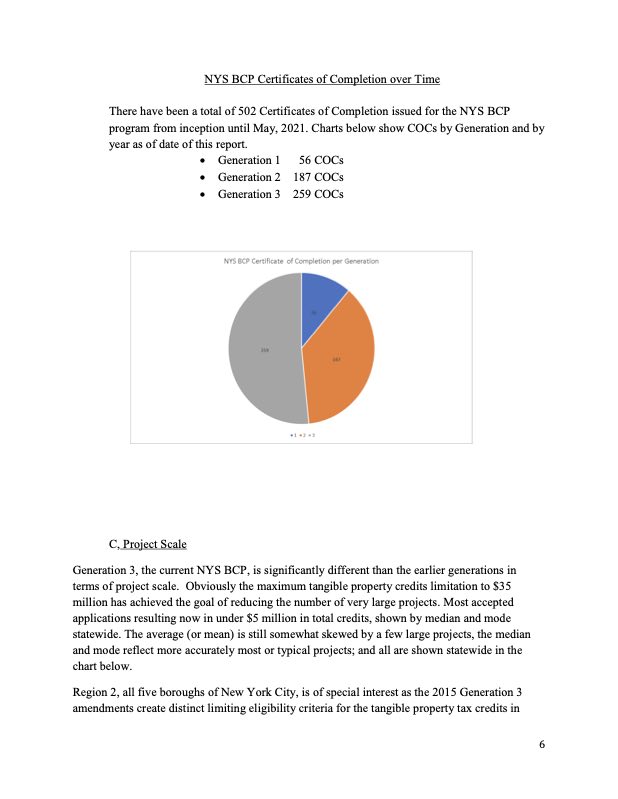 NYS BCP Certificates of Completion over Time
There have been a total of 502 Certificates of Completion issued for the NYS BCP
program from inception until May, 2021. Charts below show COCs by Generation and by
year as of date of this report.
• Generation 1 56 COCs
• Generation 2 187 COCs
• Generation 3 259 COCs
NYS BCP Certificate of Completion per Generation
56
259
187
1 2 3
C, Project Scale
Generation 3, the current NYS BCP, is significantly different than the earlier generations in
terms of project scale. Obviously the maximum tangible property credits limitation to $35
million has achieved the goal of reducing the number of very large projects. Most accepted
applications resulting now in under $5 million in total credits, shown by median and mode
statewide. The average (or mean) is still somewhat skewed by a few large projects, the median
and mode reflect more accurately most or typical projects; and all are shown statewide in the
chart below.
Region 2, all five boroughs of New York City, is of special interest as the 2015 Generation 3
amendments create distinct limiting eligibility criteria for the tangible property tax credits in
6